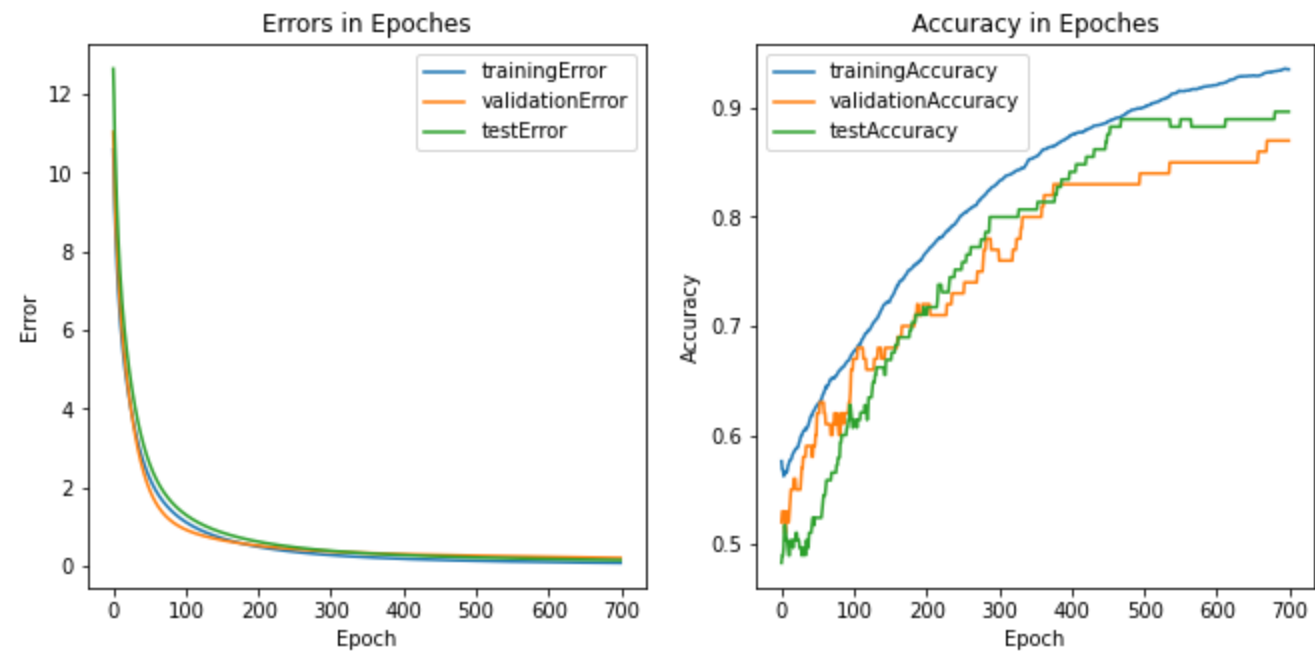 Errors in Epoches
trainingError
validationError
testError
12
10
8
6
4
2
0
Error
0 100 200 300 400 500 600 700
Epoch
Accuracy in Epoches
trainingAccuracy
validationAccuracy
testAccuracy
0.9
0.8
0.7
0.6
0.5
Accuracy
0 100 200 300 400 500 600 700
Epoch